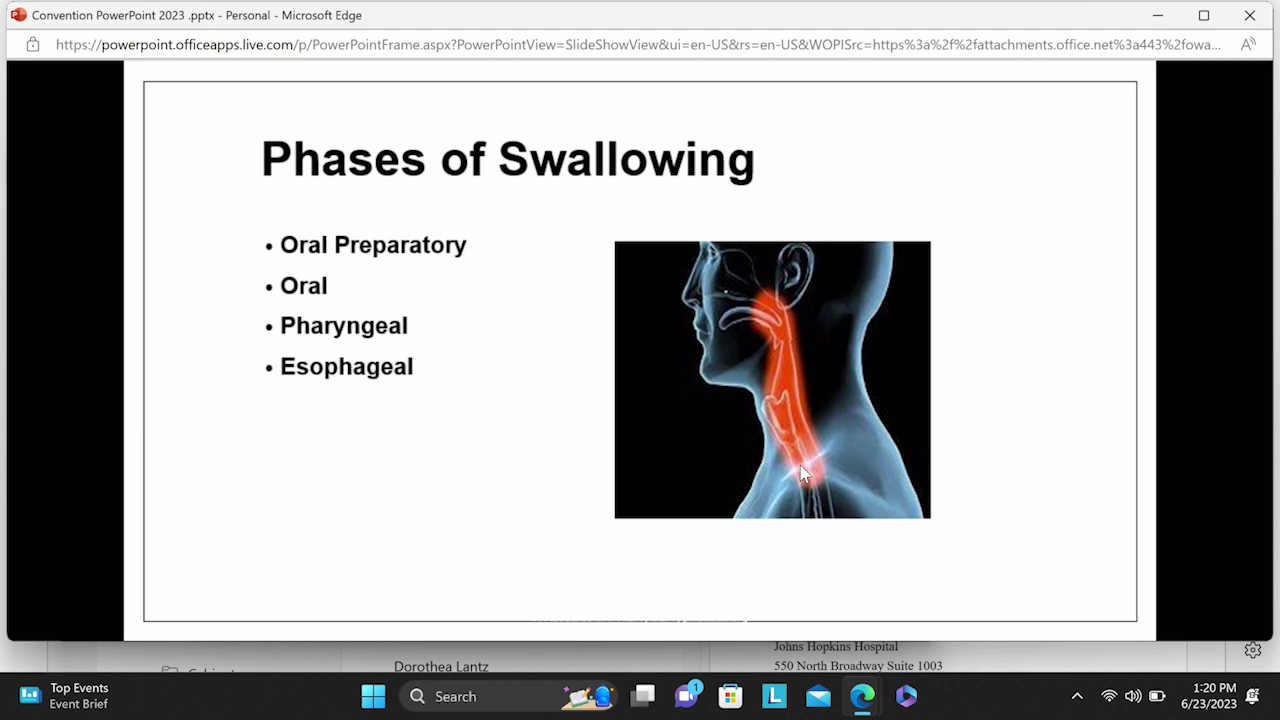 Convention PowerPoint 2023 .pptx - Personal - Microsoft Edge
https://powerpoint.officeapps.live.com/p/PowerPointFrame.aspx?PowerPointView=SlideShowView&ui=en-US&rs=en-US&WOPISrc=https%3a%2f%2fattachments.office.net%3a443%2fowa...
Phases of Swallowing
• Oral Preparatory
• Oral
• Pharyngeal
• Esophageal
Johns Hopkins Hospital
Dorothea Lantz
550 North Broadway Suite 1003
Top Events
Event Brief
Search
1
1:20 PM
6/23/2023